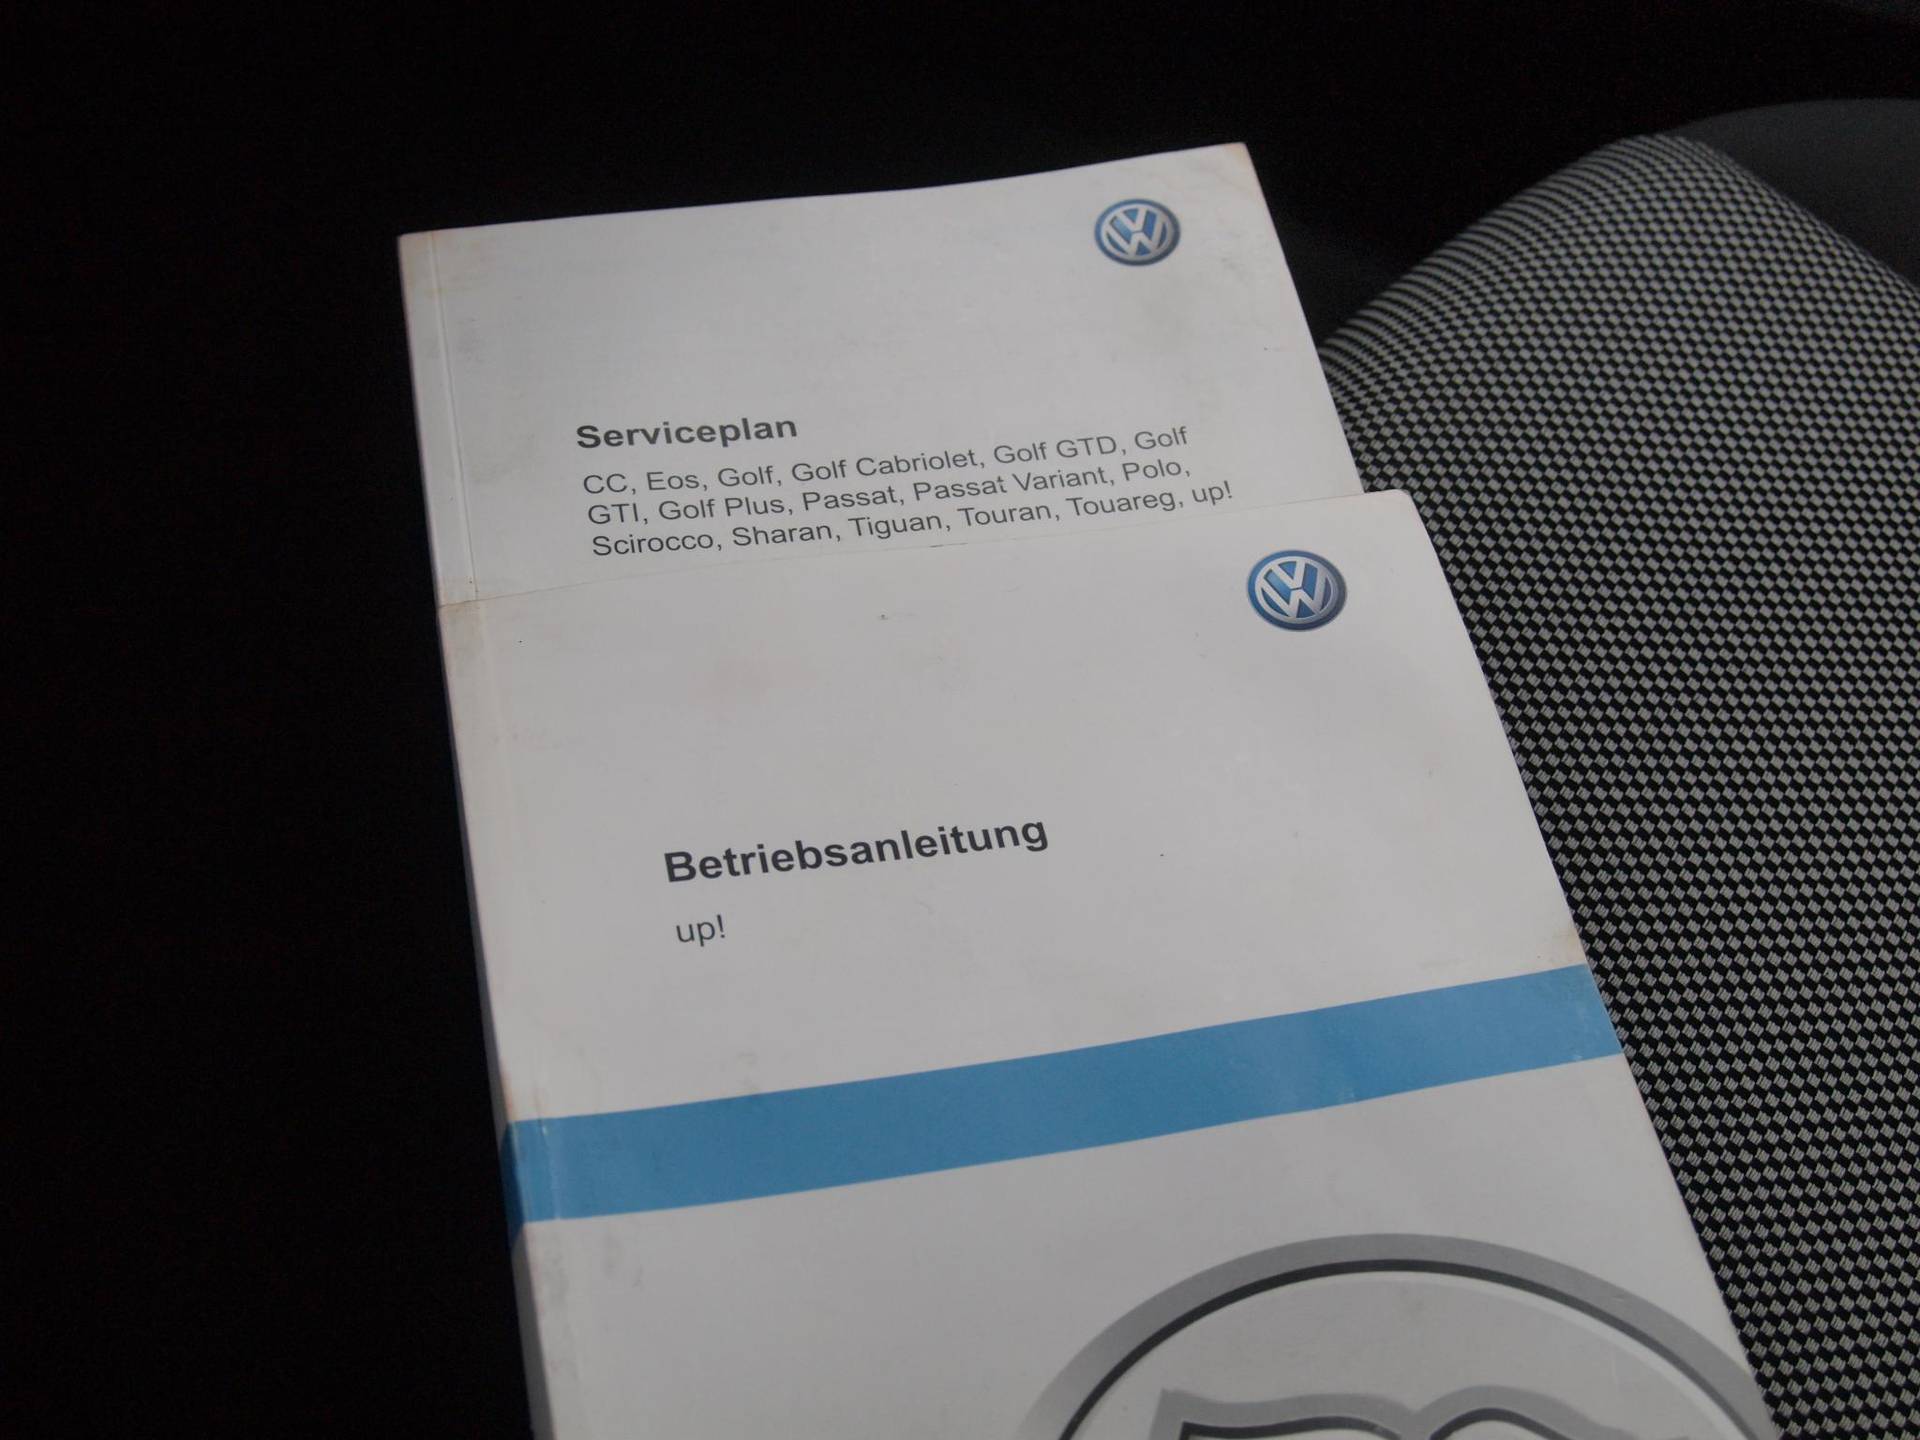 Serviceplan
CC, Eos, Golf, Golf Cabriolet, Golf GTD, Golf
GTI, Golf Plus, Passat, Passat Variant, Polo,
Scirocco, Sharan, Tiguan, Touran, Touareg, up!
Betriebsanleitung
up!